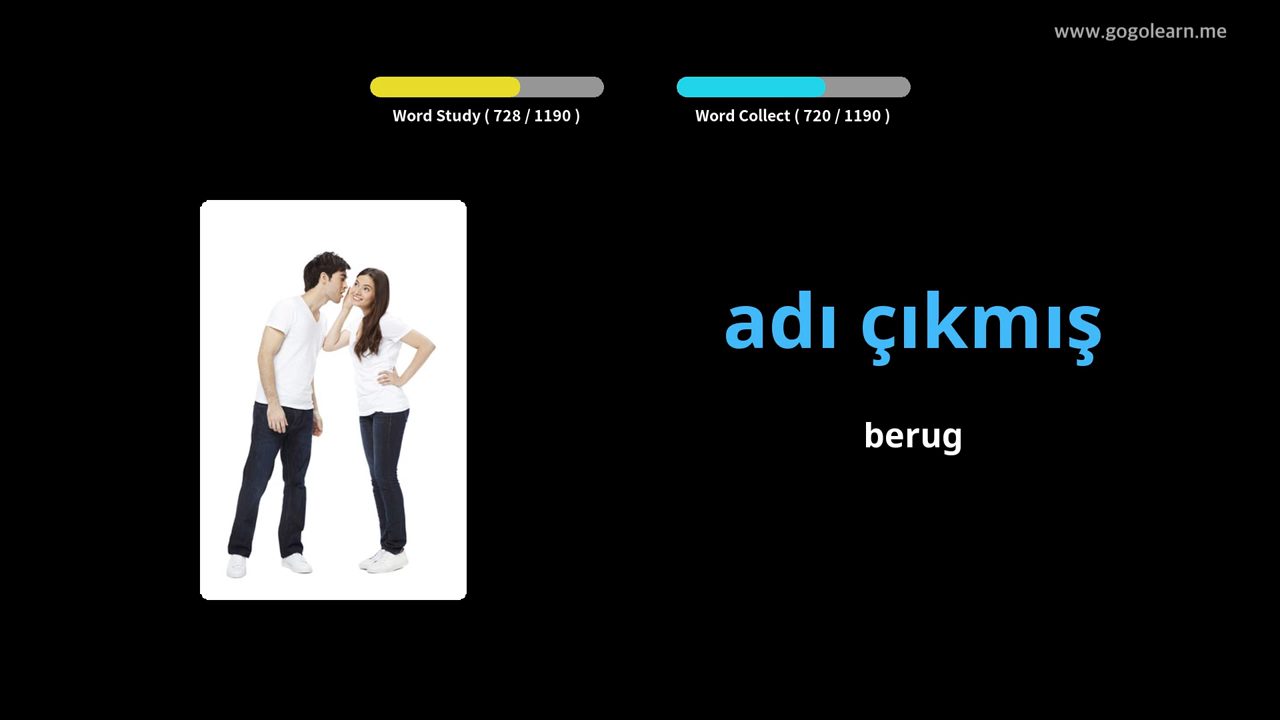 www.gogolearn.me
Word Study ( 728 / 1190 )
Word Collect ( 720 / 1190 )
adı çıkmış
berug